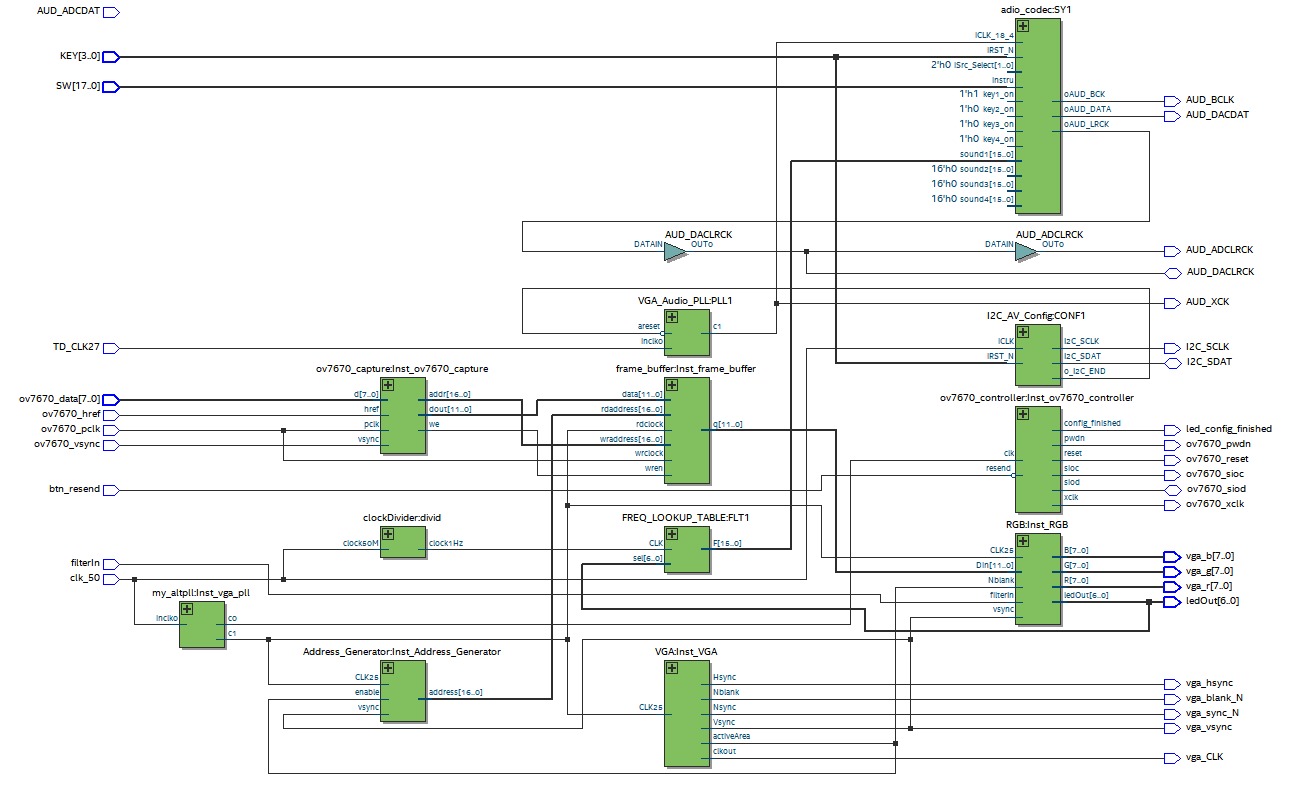 AUD_ADCDAT
KEY[3..0]
SW[17..0]
adio_codec:SY1
iCLK_18_4
iRST_N
2'h0 iSrc_Select[1..0]
instru
1'h1 key1_on
1'h0 key2_on
1'h0 key3_on
1'h0 key4_on
sound1[15..0]
16'h0 sound2[15..0]
16'h0 sound3[15..0]
16'h0 sound4[15..0]
oAUD_BCK
oAUD_DATA
oAUD_LRCK
AUD_BCLK
AUD_DACDAT
AUD_DACLRCK
DATAIN
OUT0
AUD_ADCLRCK
DATAIN
OUT0
AUD_ADCLRCK
AUD_DACLRCK
AUD_XCK
VGA_Audio_PLL:PLL1
areset
inclk0
c1
TD_CLK27
I2C_AV_Config:CONF1
iCLK
iRST_N
I2C_SCLK
I2C_SDAT
o_I2C_END
I2C_SCLK
I2C_SDAT
ov7670_data[7..0]
ov7670_href
ov7670_pclk
ov7670_vsync
ov7670_capture:Inst_ov7670_capture
d[7..0]
href
pclk
vsync
addr[16..0]
dout[11..0]
we
frame_buffer:Inst_frame_buffer
data[11..0]
rdaddress[16..0]
rdclock
wraddress[16..0]
wrclock
wren
q[11..0]
ov7670_controller:Inst_ov7670_controller
clk
resend
config_finished
pwdn
reset
sioc
siod
xclk
led_config_finished
ov7670_pwdn
ov7670_reset
ov7670_sioc
ov7670_siod
ov7670_xclk
btn_resend
clockDivider:divid
clock50M
clock1Hz
FREQ_LOOKUP_TABLE:FLT1
CLK
sel[6..0]
F[15..0]
RGB:Inst_RGB
CLK25
Din[11..0]
Nblank
filterIn
vsync
B[7..0]
G[7..0]
R[7..0]
ledOut[6..0]
vga_b[7..0]
vga_g[7..0]
vga_r[7..0]
ledOut[6..0]
filterIn
clk_50
my_altpll:Inst_vga_pll
inclk0
c0
c1
Address_Generator:Inst_Address_Generator
CLK25
enable
vsync
address[16..0]
VGA:Inst_VGA
CLK25
Hsync
Nblank
Nsync
Vsync
activeArea
clkout
vga_hsync
vga_blank_N
vga_sync_N
vga_vsync
vga_CLK